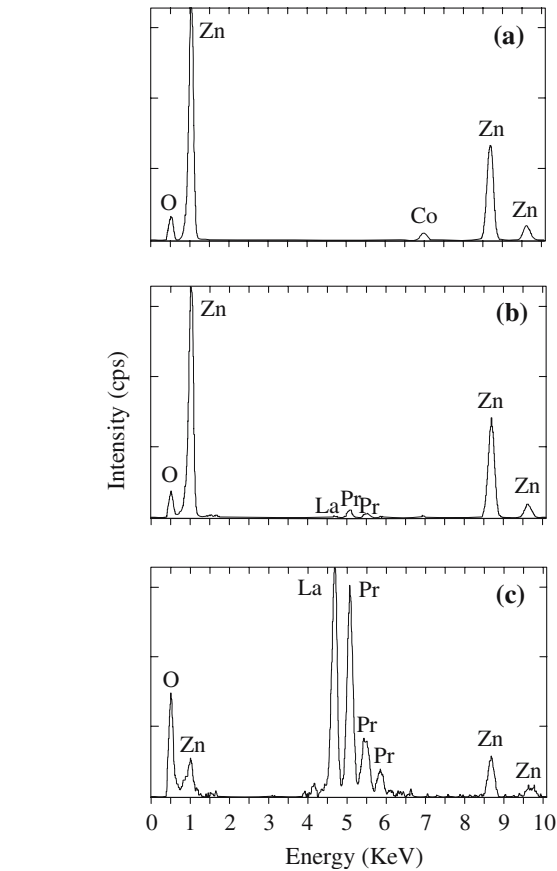 (a)
Zn
O
Co
Zn
Zn
(b)
Zn
O
La
Pr
Pr
Zn
Zn
Intensity (cps)
(c)
La
Pr
O
Zn
Pr
Pr
Zn
Zn
0 1 2 3 4 5 6 7 8 9 10
Energy (KeV)